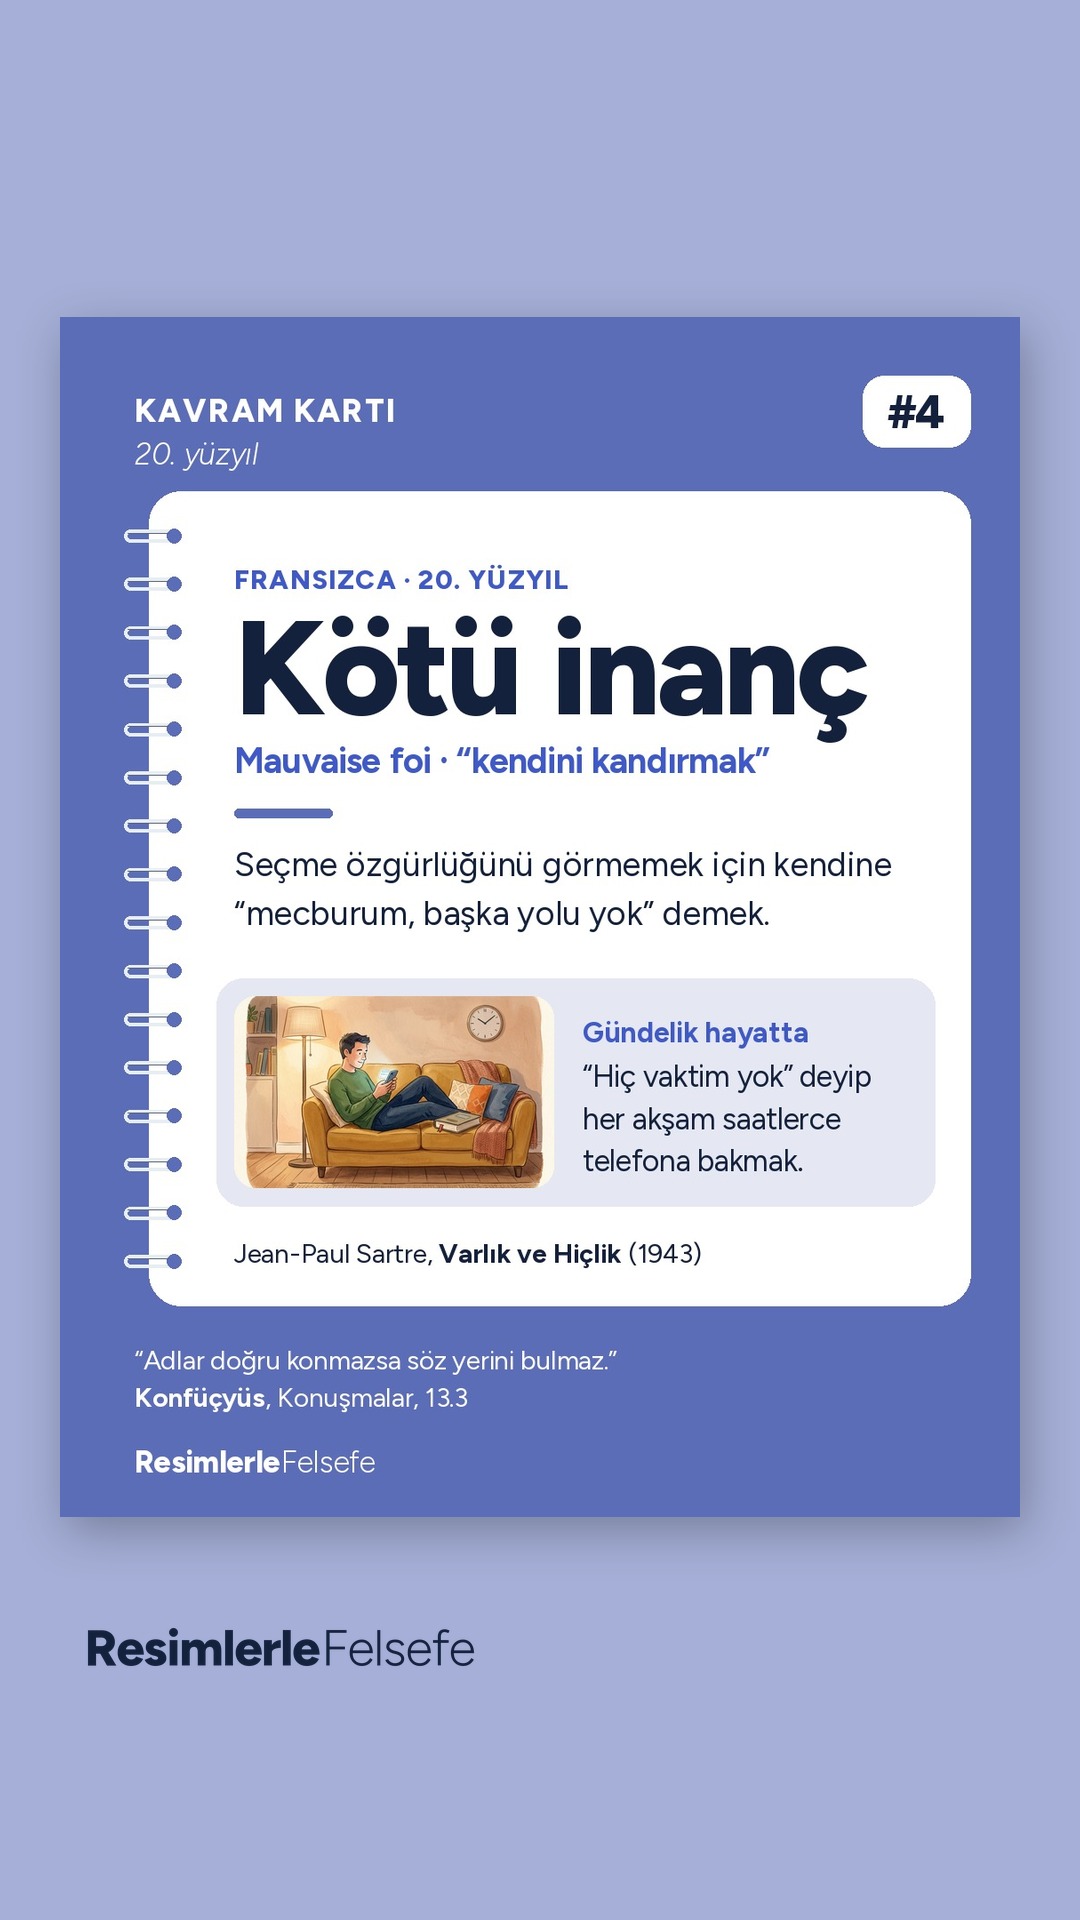 KAVRAM KARTI
20. yüzyıl
#4
FRANSIZCA · 20. YÜZYIL
Kötü inanç
Mauvaise foi · “kendini kandırmak”
Seçme özgürlüğünü görmemek için kendine
“mecburum, başka yolu yok” demek.
Gündelik hayatta
“Hiç vaktim yok” deyip
her akşam saatlerce
telefona bakmak.
Jean-Paul Sartre, Varlık ve Hiçlik (1943)
“Adlar doğru konmazsa söz yerini bulmaz.”
Konfüçyüs, Konuşmalar, 13.3
ResimlerleFelsefe
ResimlerleFelsefe